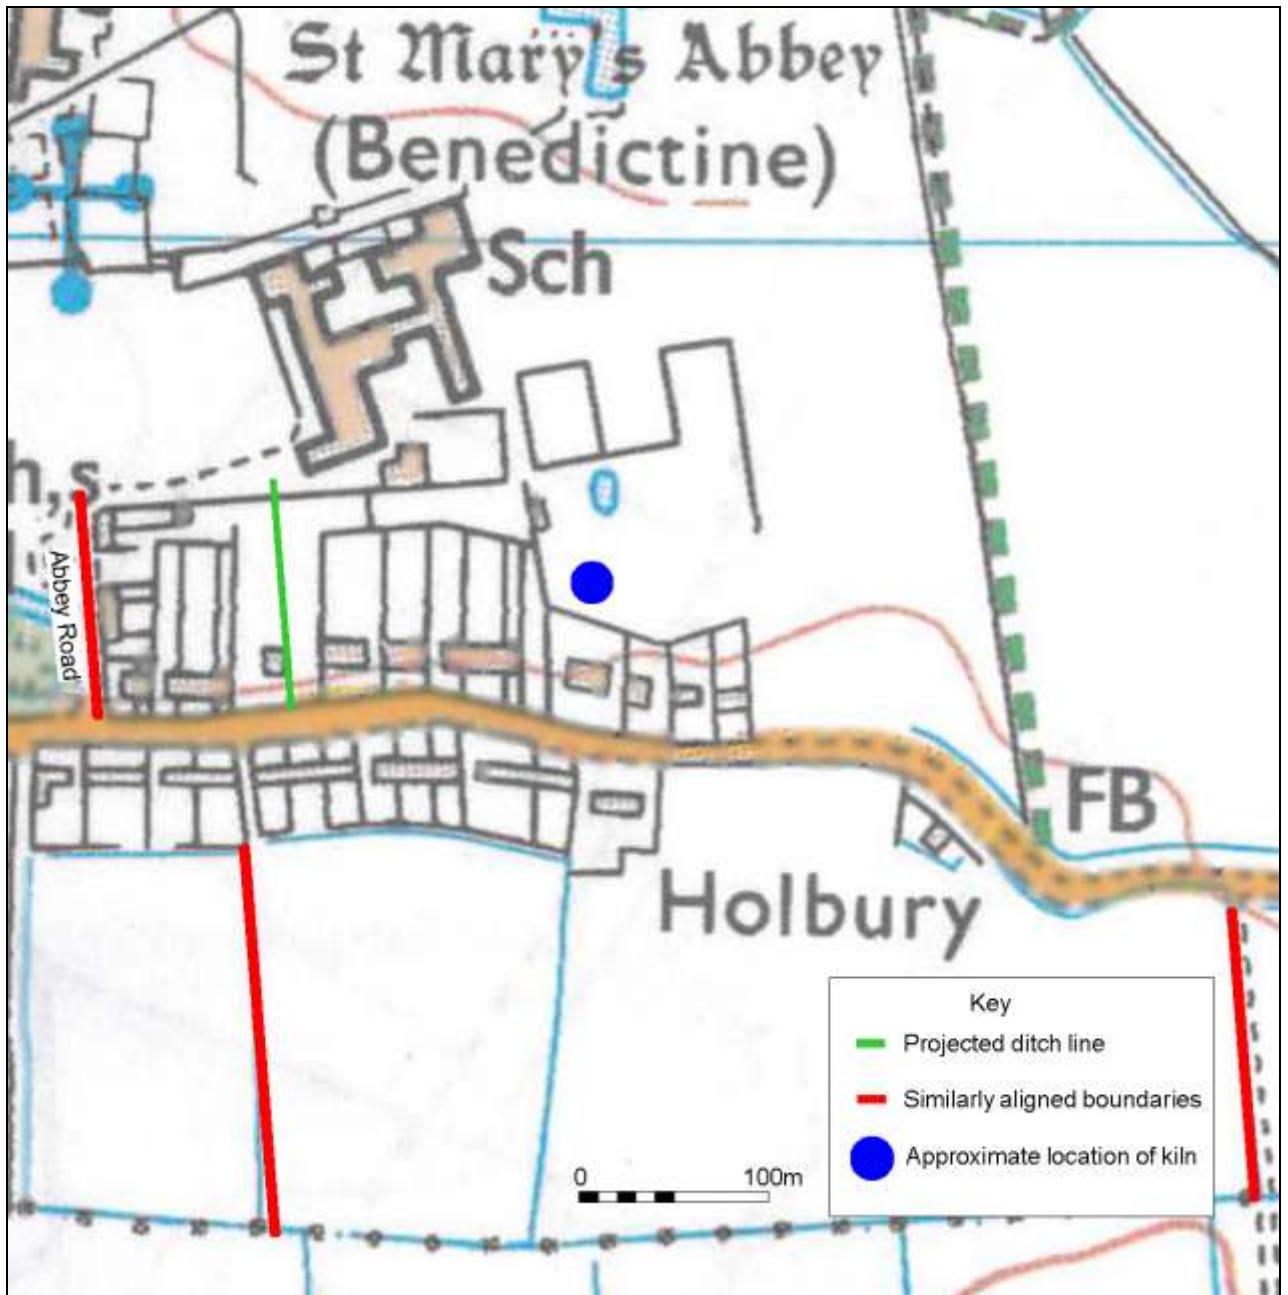 St Mary's Abbey
(Benedictine)
Sch
h,s
Abbey Road
FB
Holbury
Key
Projected ditch line
Similarly aligned boundaries
Approximate location of kiln
0 100m